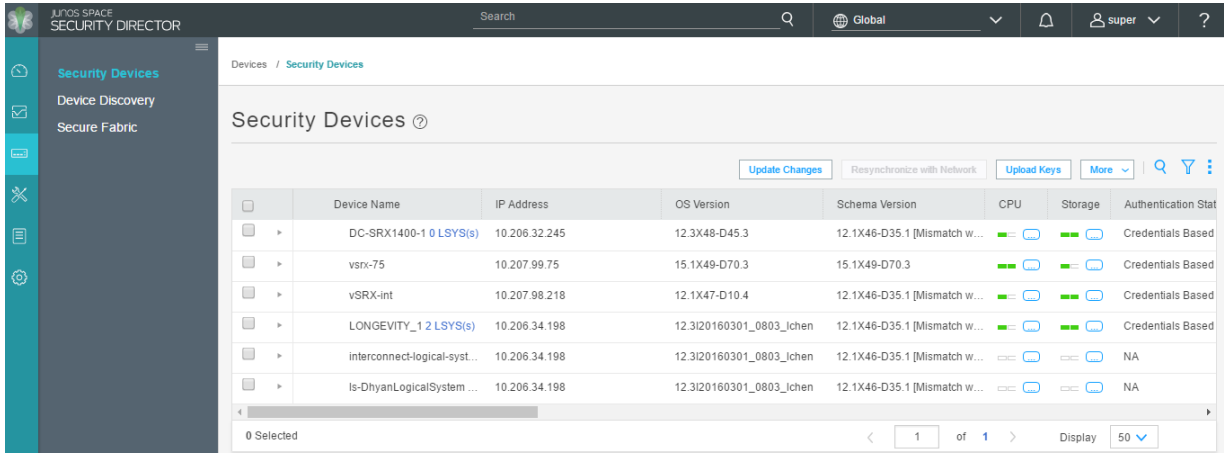 JUNOS SPACE
SECURITY DIRECTOR
Search
Global
super
?
Security Devices
Device Discovery
Secure Fabric
Devices / Security Devices
Security Devices ?
Update Changes Resynchronize with Network Upload Keys More
Device Name IP Address OS Version Schema Version CPU Storage Authentication Stat
DC-SRX1400-1 0 LSYS(s) 10.206.32.245 12.3X48-D45.3 12.1X46-D35.1 [Mismatch w... ... ... Credentials Based
vsrx-75 10.207.99.75 15.1X49-D70.3 15.1X49-D70.3 ... ... Credentials Based
vSRX-int 10.207.98.218 12.1X47-D10.4 12.1X46-D35.1 [Mismatch w... ... ... Credentials Based
LONGEVITY_1 2 LSYS(s) 10.206.34.198 12.3I20160301_0803_lchen 12.1X46-D35.1 [Mismatch w... ... ... Credentials Based
interconnect-logical-syst... 10.206.34.198 12.3I20160301_0803_lchen 12.1X46-D35.1 [Mismatch w... ... ... NA
ls-DhyanLogicalSystem ... 10.206.34.198 12.3I20160301_0803_lchen 12.1X46-D35.1 [Mismatch w... ... ... NA
0 Selected 1 of 1 Display 50